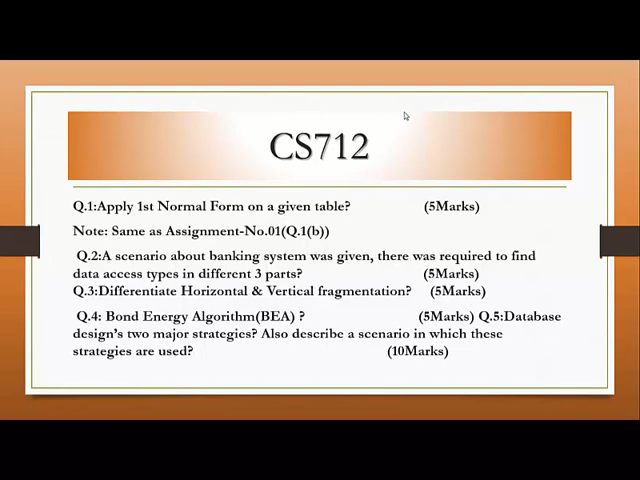 CS712
Q.1:Apply 1st Normal Form on a given table? (5Marks)
Note: Same as Assignment-No.01(Q.1(b))
Q.2:A scenario about banking system was given, there was required to find
data access types in different 3 parts? (5Marks)
Q.3:Differentiate Horizontal & Vertical fragmentation? (5Marks)
Q.4: Bond Energy Algorithm(BEA) ? (5Marks) Q.5:Database
design's two major strategies? Also describe a scenario in which these
strategies are used? (10Marks)